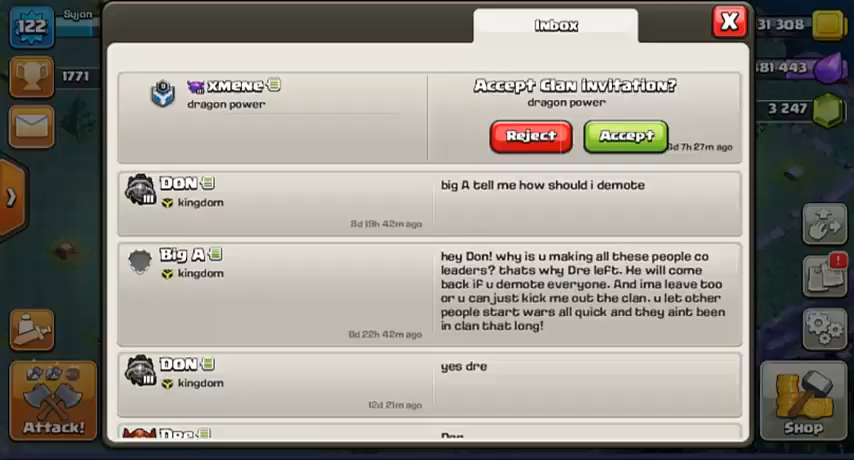 122
Syjon
Inbox
X
31 308
1771
381 443
XMENE
dragon power
Accept Clan invitation?
dragon power
Reject
Accept
7h 27m ago
3 247
DON
kingdom
big A tell me how should i demote
8d 19h 42m ago
Big A
kingdom
hey Don! why is u making all these people co
leaders? thats why Dre left. He will come
back if u demote everyone. And ima leave too
or u can just kick me out the clan. u let other
people start wars all quick and they aint been
in clan that long!
8d 22h 42m ago
DON
kingdom
yes dre
12d 21m ago
Dre
Don
Attack!
Shop